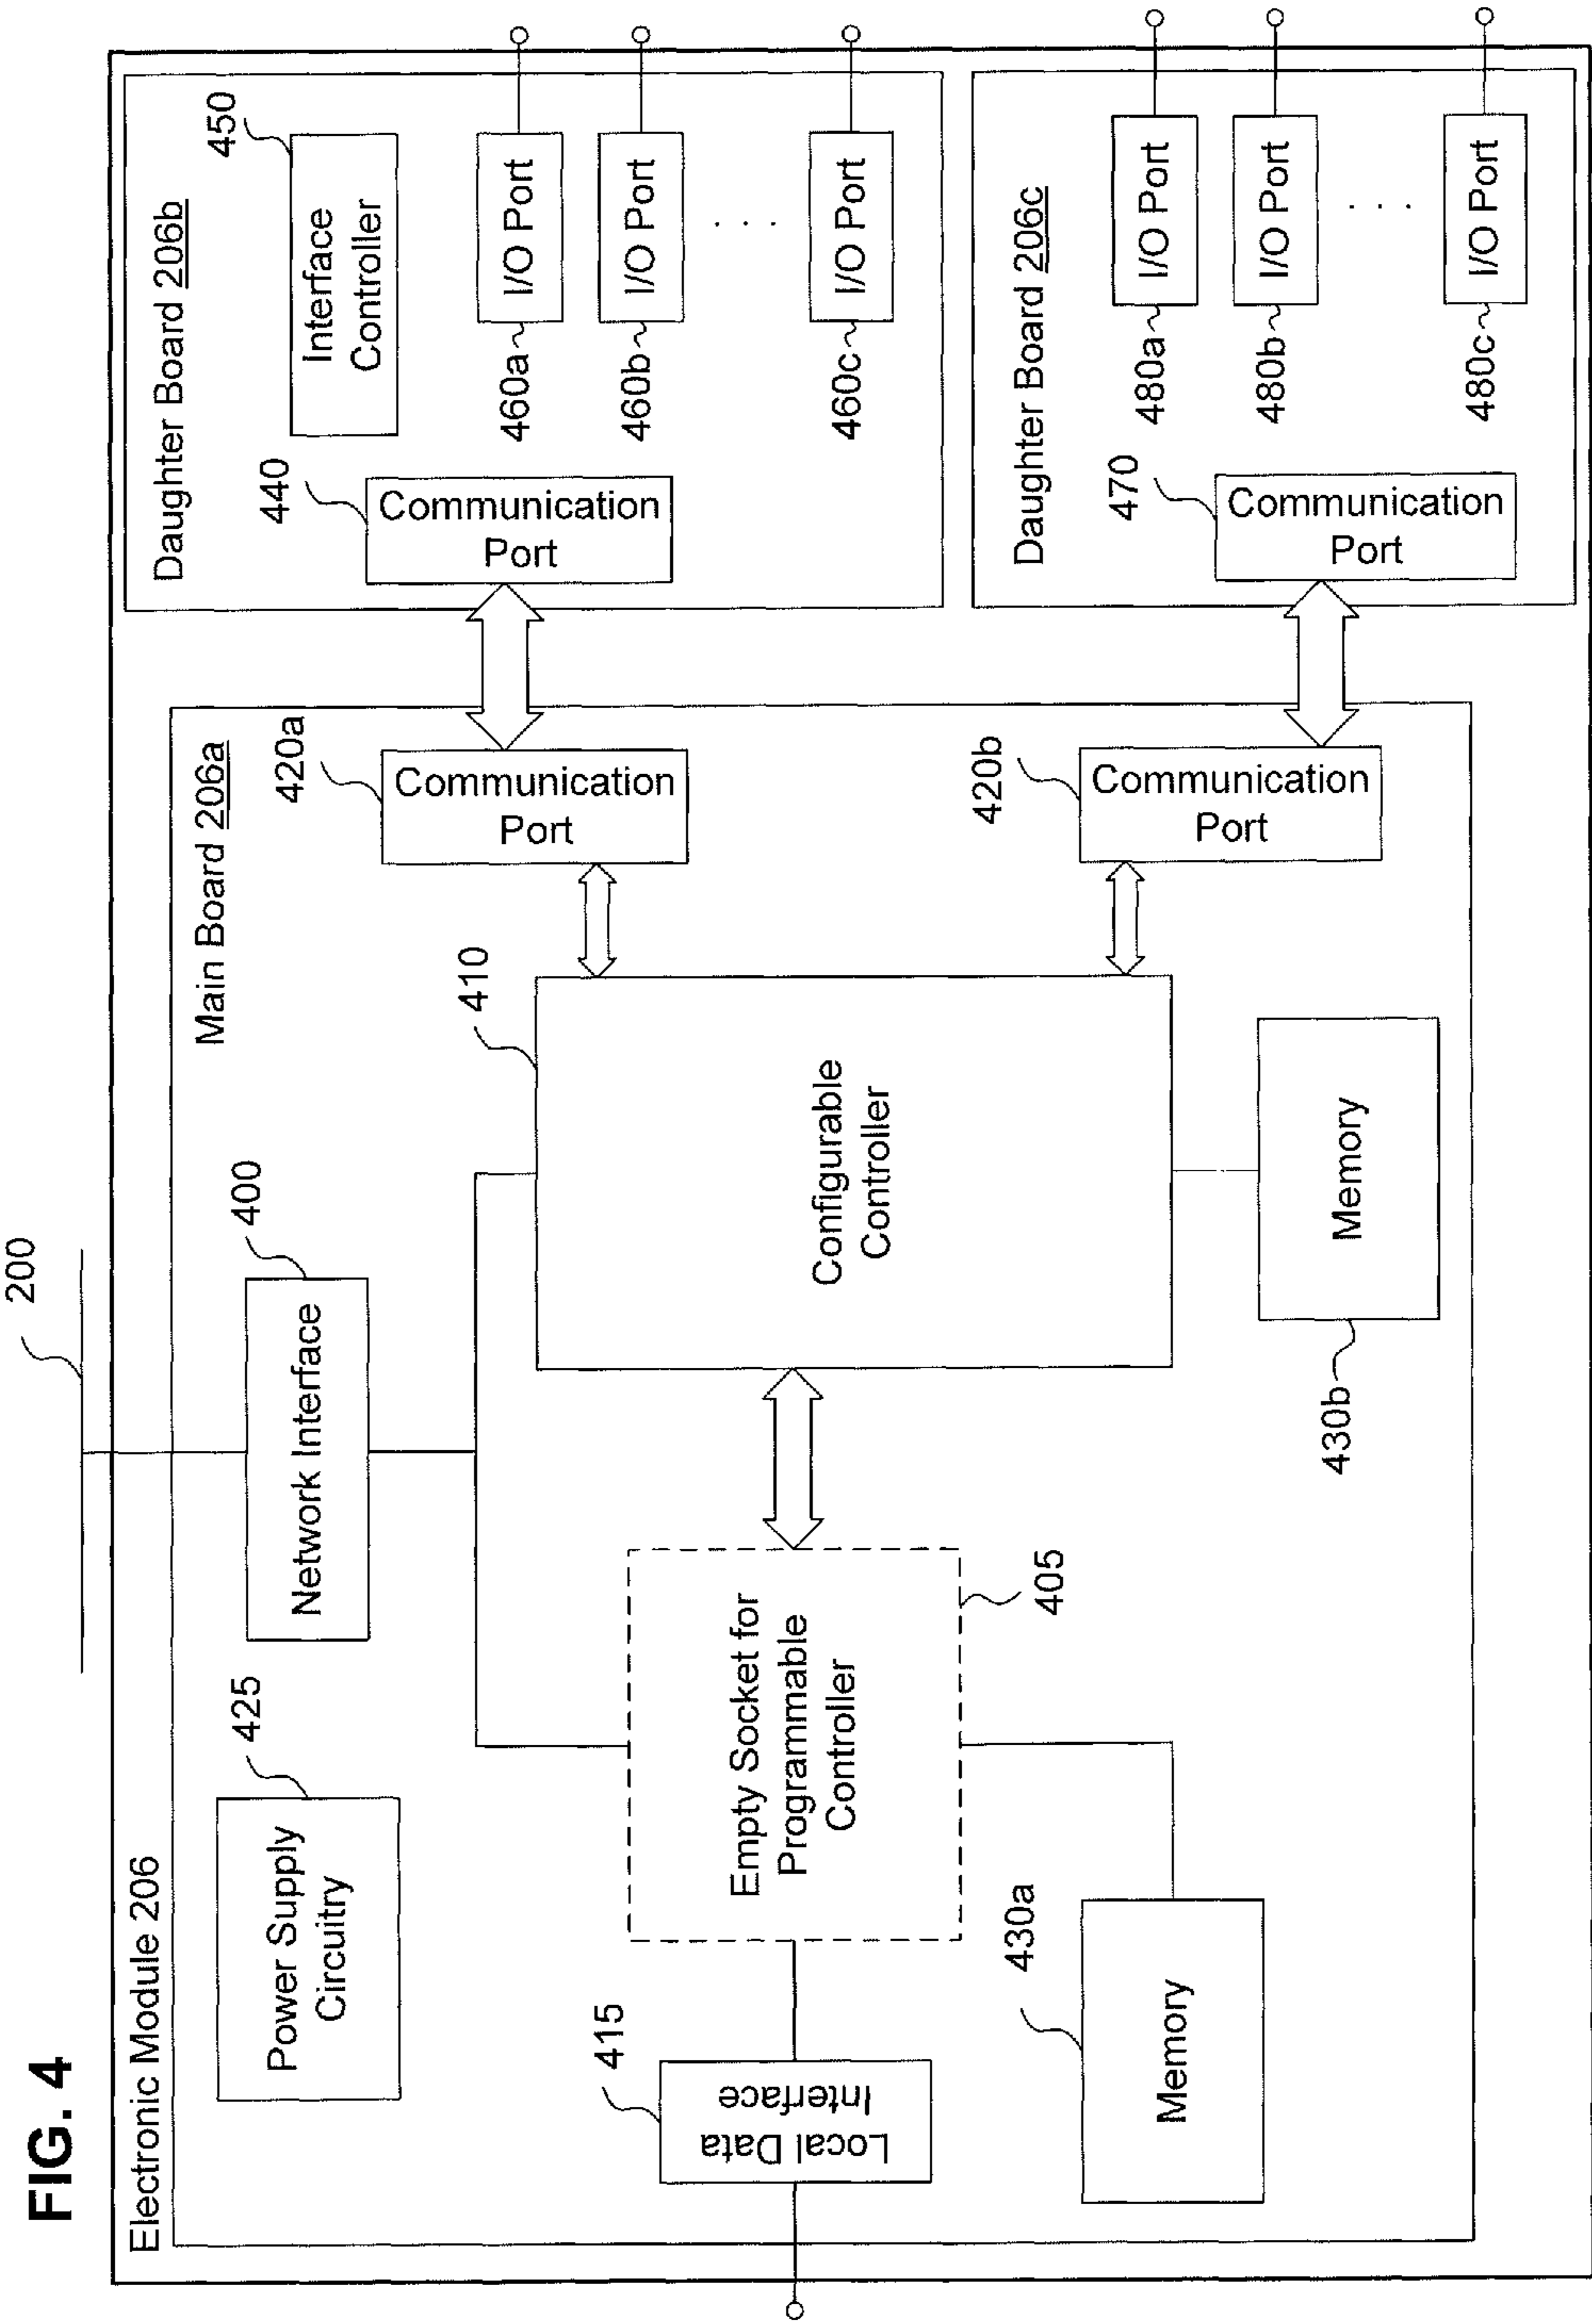 FIG. 4
200
Electronic Module 206
Main Board 206a
Power Supply
Circuitry
425
Network Interface
400
Local Data
Interface
415
Empty Socket for
Programmable
Controller
405
Configurable
Controller
410
Memory
430a
Memory
430b
Communication
Port
420a
Communication
Port
420b
Daughter Board 206b
Communication
Port
440
Interface
Controller
450
460a
I/O Port
460b
I/O Port
. . .
460c
I/O Port
Daughter Board 206c
Communication
Port
470
480a
I/O Port
480b
I/O Port
. . .
480c
I/O Port